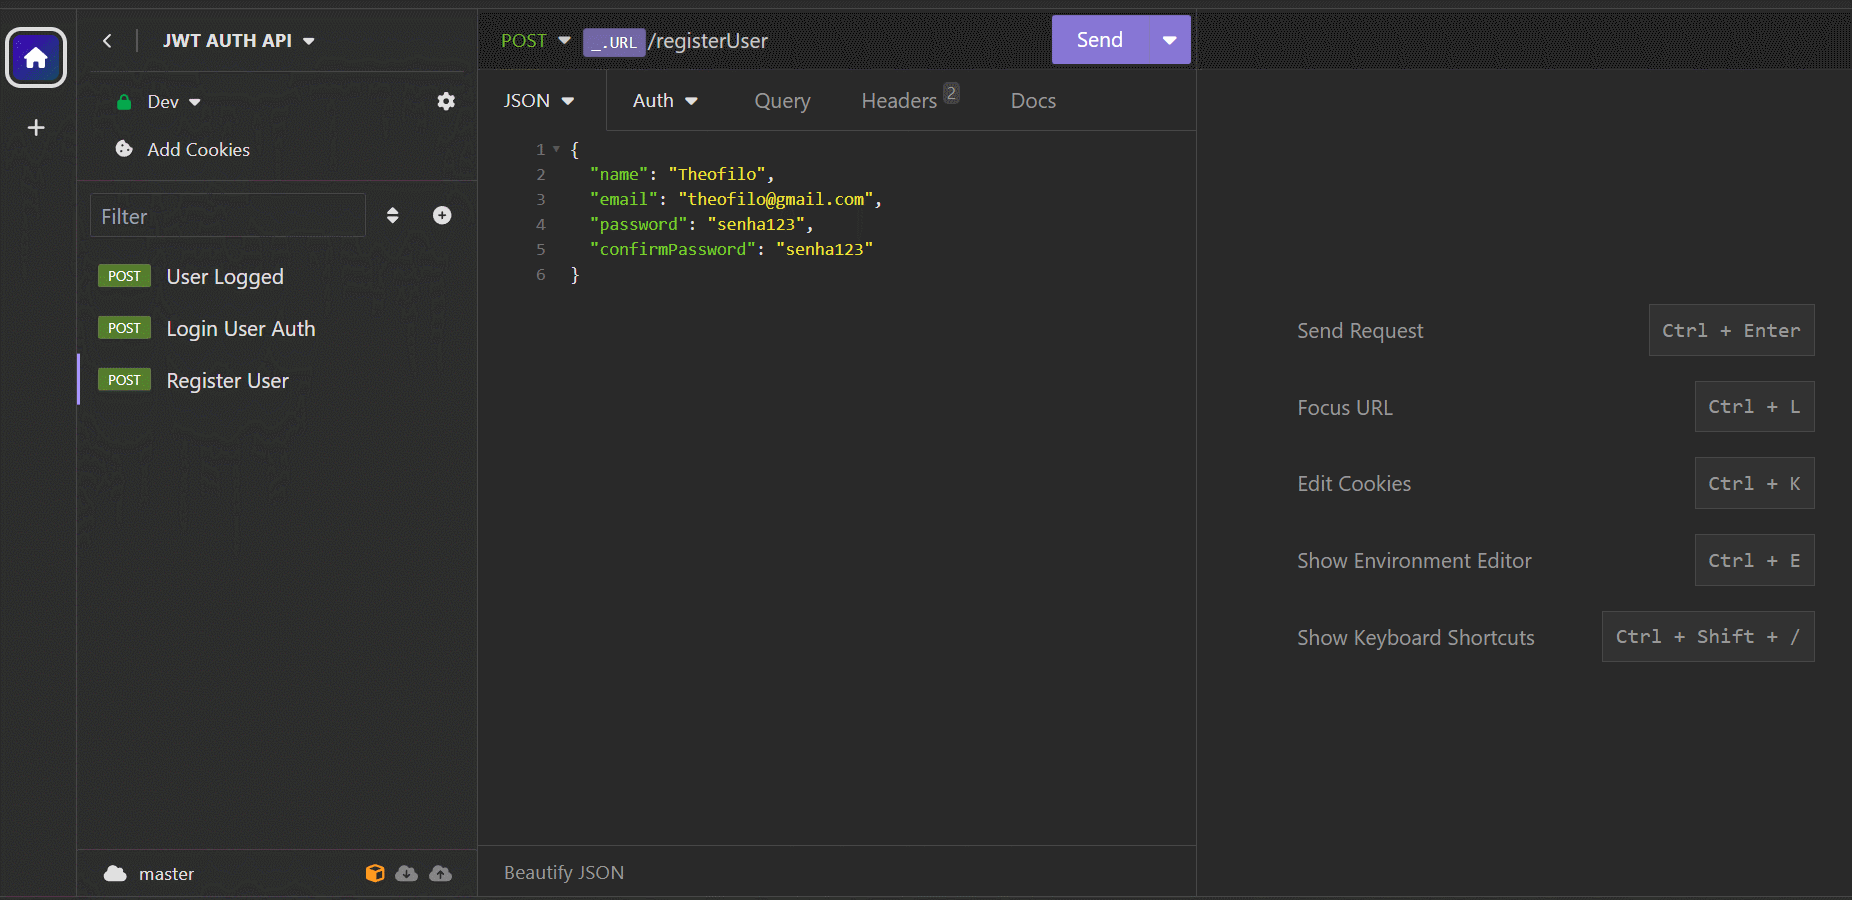 JWT AUTH API
Dev
Add Cookies
Filter
POST User Logged
POST Login User Auth
POST Register User
master
POST _.URL/registerUser
Send
JSON Auth Query Headers 2 Docs
1 {
2 "name": "Theofilo",
3 "email": "theofilo@gmail.com",
4 "password": "senha123",
5 "confirmPassword": "senha123"
6 }
Beautify JSON
Send Request Ctrl + Enter
Focus URL Ctrl + L
Edit Cookies Ctrl + K
Show Environment Editor Ctrl + E
Show Keyboard Shortcuts Ctrl + Shift + /